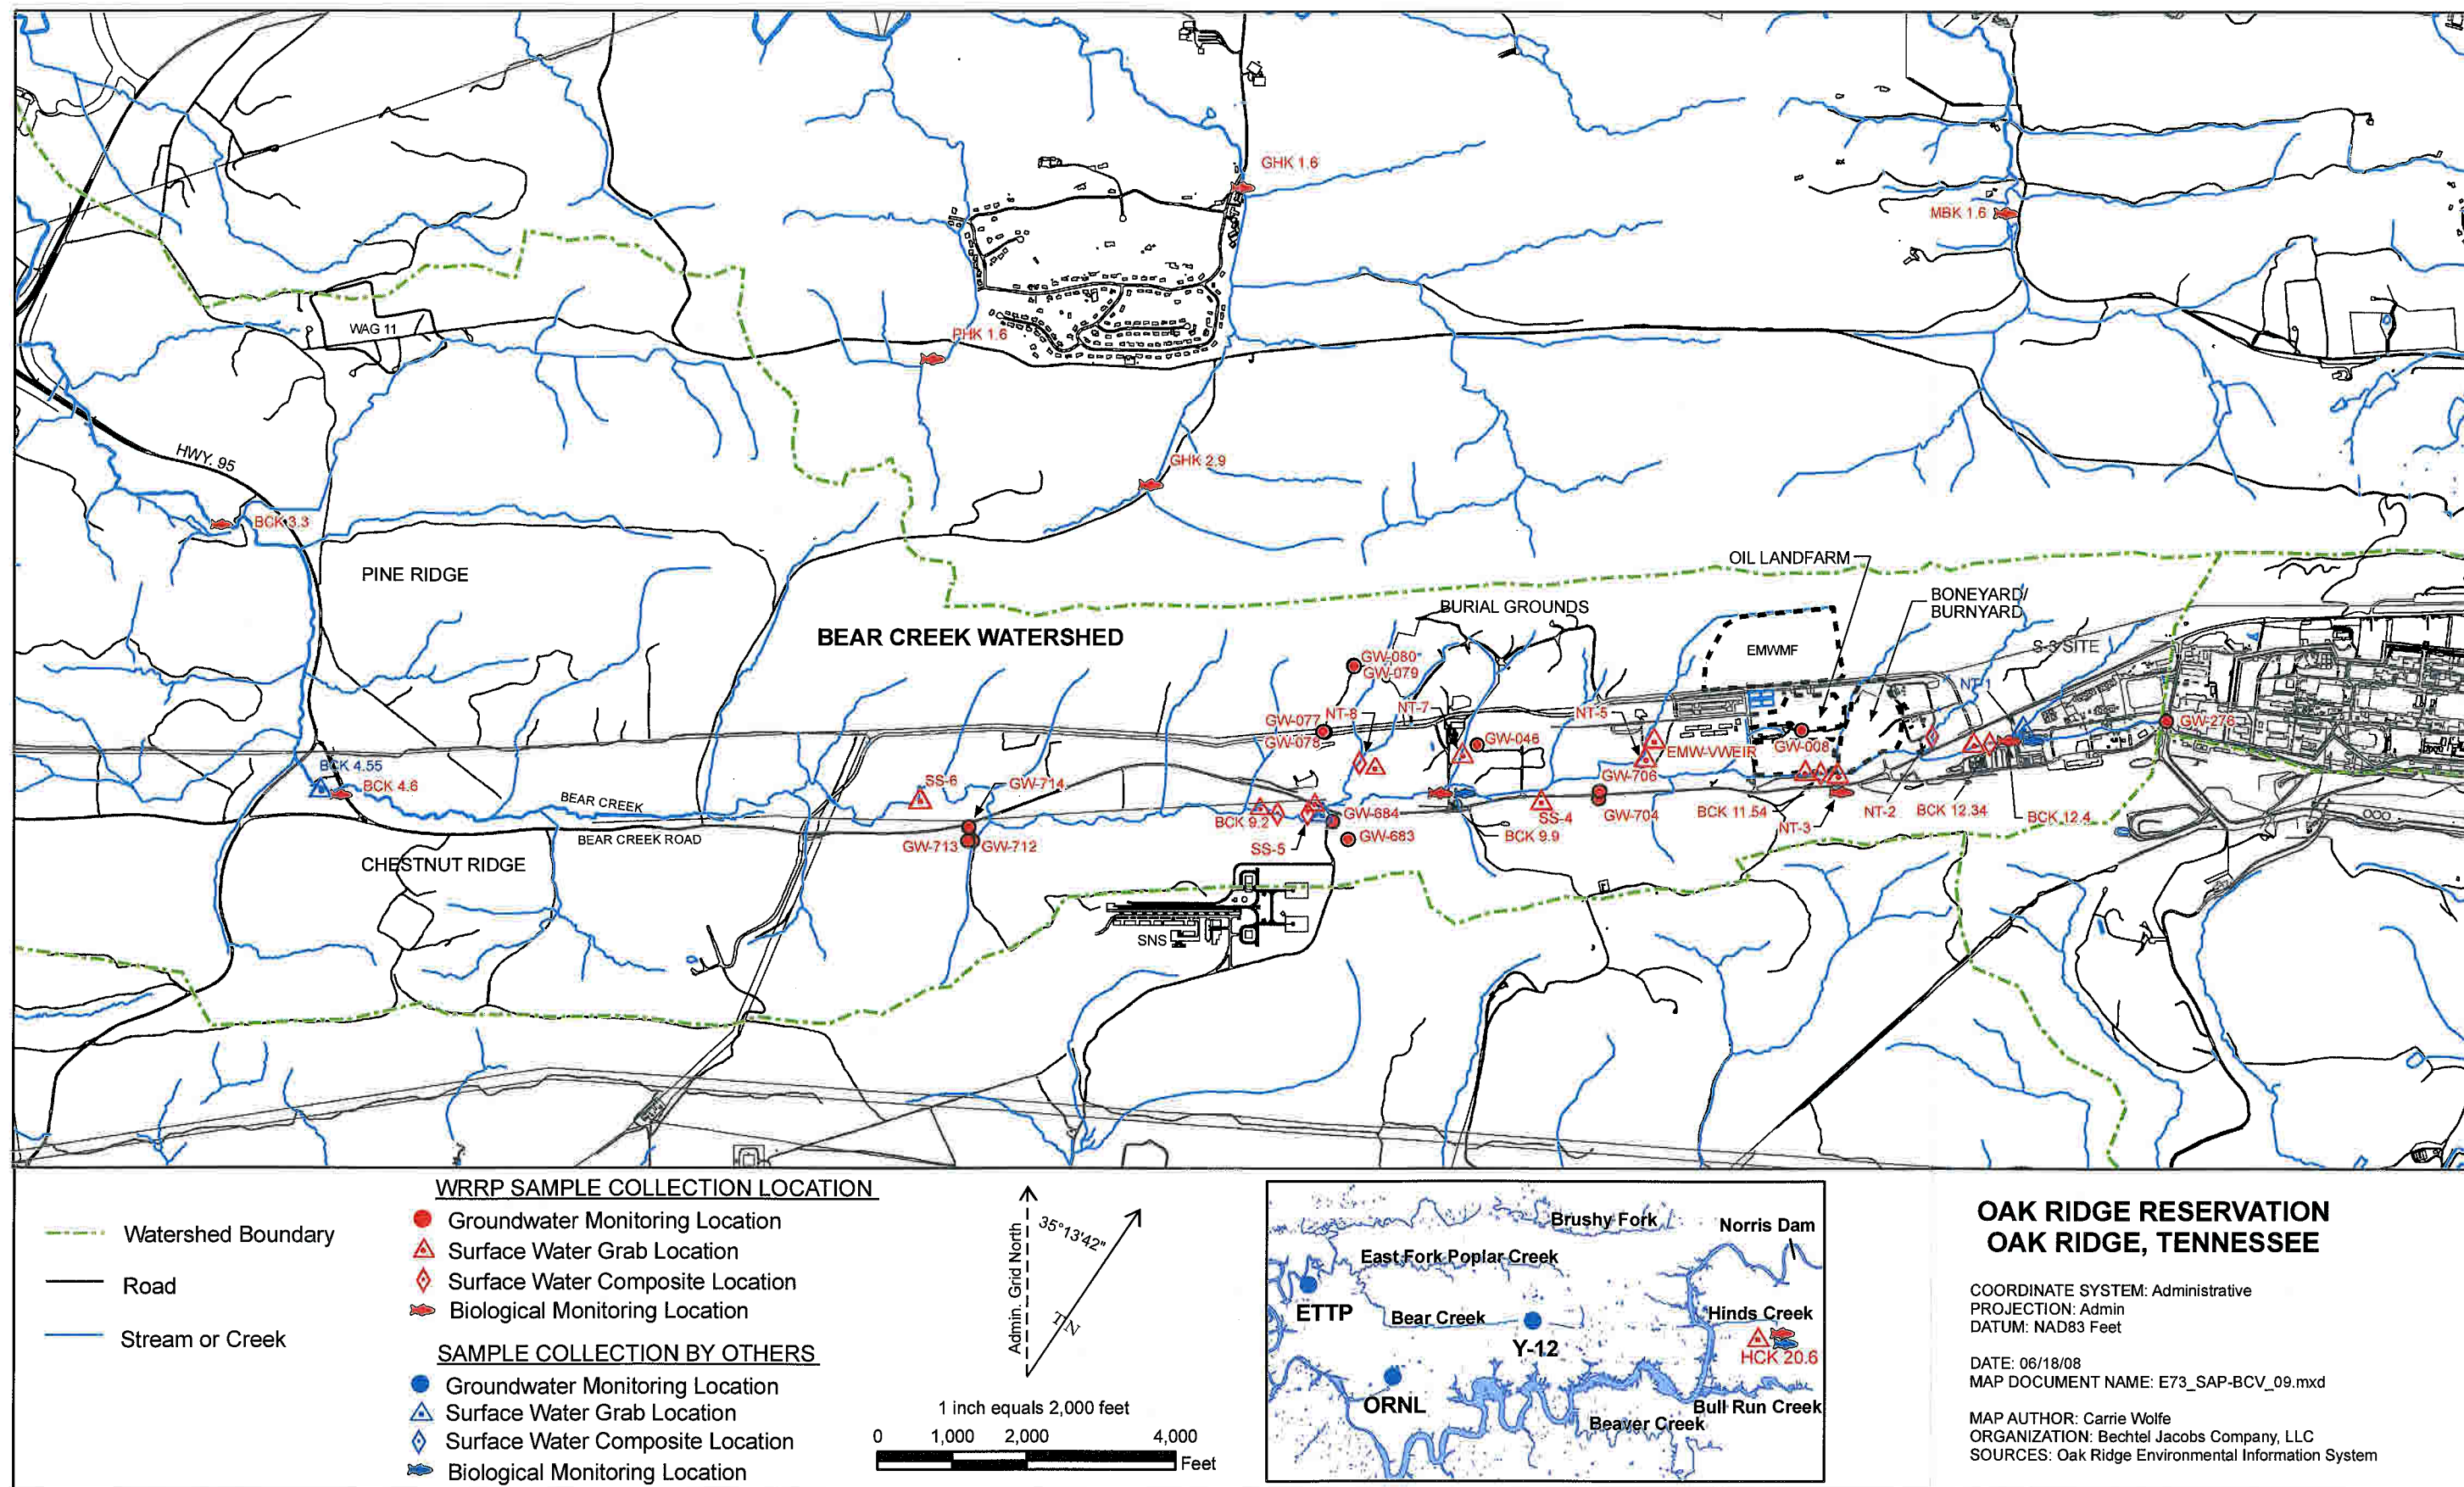 GHK 1.6
MBK 1.6
WAG 11
PHK 1.6
HWY. 95
GHK 2.9
BCK 3.3
PINE RIDGE
OIL LANDFARM
BURIAL GROUNDS
BONEYARD/
BURNYARD
BEAR CREEK WATERSHED
EMWMF
S-3 SITE
GW-080
GW-079
NT-1
GW-077
NT-8
NT-7
NT-5
GW-276
GW-078
GW-046
EMW-VWEIR
GW-008
BCK 4.55
BCK 4.6
SS-6
GW-714
GW-706
BEAR CREEK
BCK 9.2
GW-684
SS-4
GW-704
BCK 11.54
NT-3
NT-2
BCK 12.34
BCK 12.4
BEAR CREEK ROAD
GW-713
GW-712
SS-5
GW-683
BCK 9.9
CHESTNUT RIDGE
SNS
Watershed Boundary
Road
Stream or Creek
WRRP SAMPLE COLLECTION LOCATION
Groundwater Monitoring Location
Surface Water Grab Location
Surface Water Composite Location
Biological Monitoring Location
SAMPLE COLLECTION BY OTHERS
Groundwater Monitoring Location
Surface Water Grab Location
Surface Water Composite Location
Biological Monitoring Location
Admin. Grid North
35°13'42"
TN
1 inch equals 2,000 feet
0 1,000 2,000 4,000
Feet
Brushy Fork
Norris Dam
East Fork Poplar Creek
ETTP
Bear Creek
Hinds Creek
Y-12
HCK 20.6
ORNL
Bull Run Creek
Beaver Creek
OAK RIDGE RESERVATION
OAK RIDGE, TENNESSEE
COORDINATE SYSTEM: Administrative
PROJECTION: Admin
DATUM: NAD83 Feet
DATE: 06/18/08
MAP DOCUMENT NAME: E73_SAP-BCV_09.mxd
MAP AUTHOR: Carrie Wolfe
ORGANIZATION: Bechtel Jacobs Company, LLC
SOURCES: Oak Ridge Environmental Information System